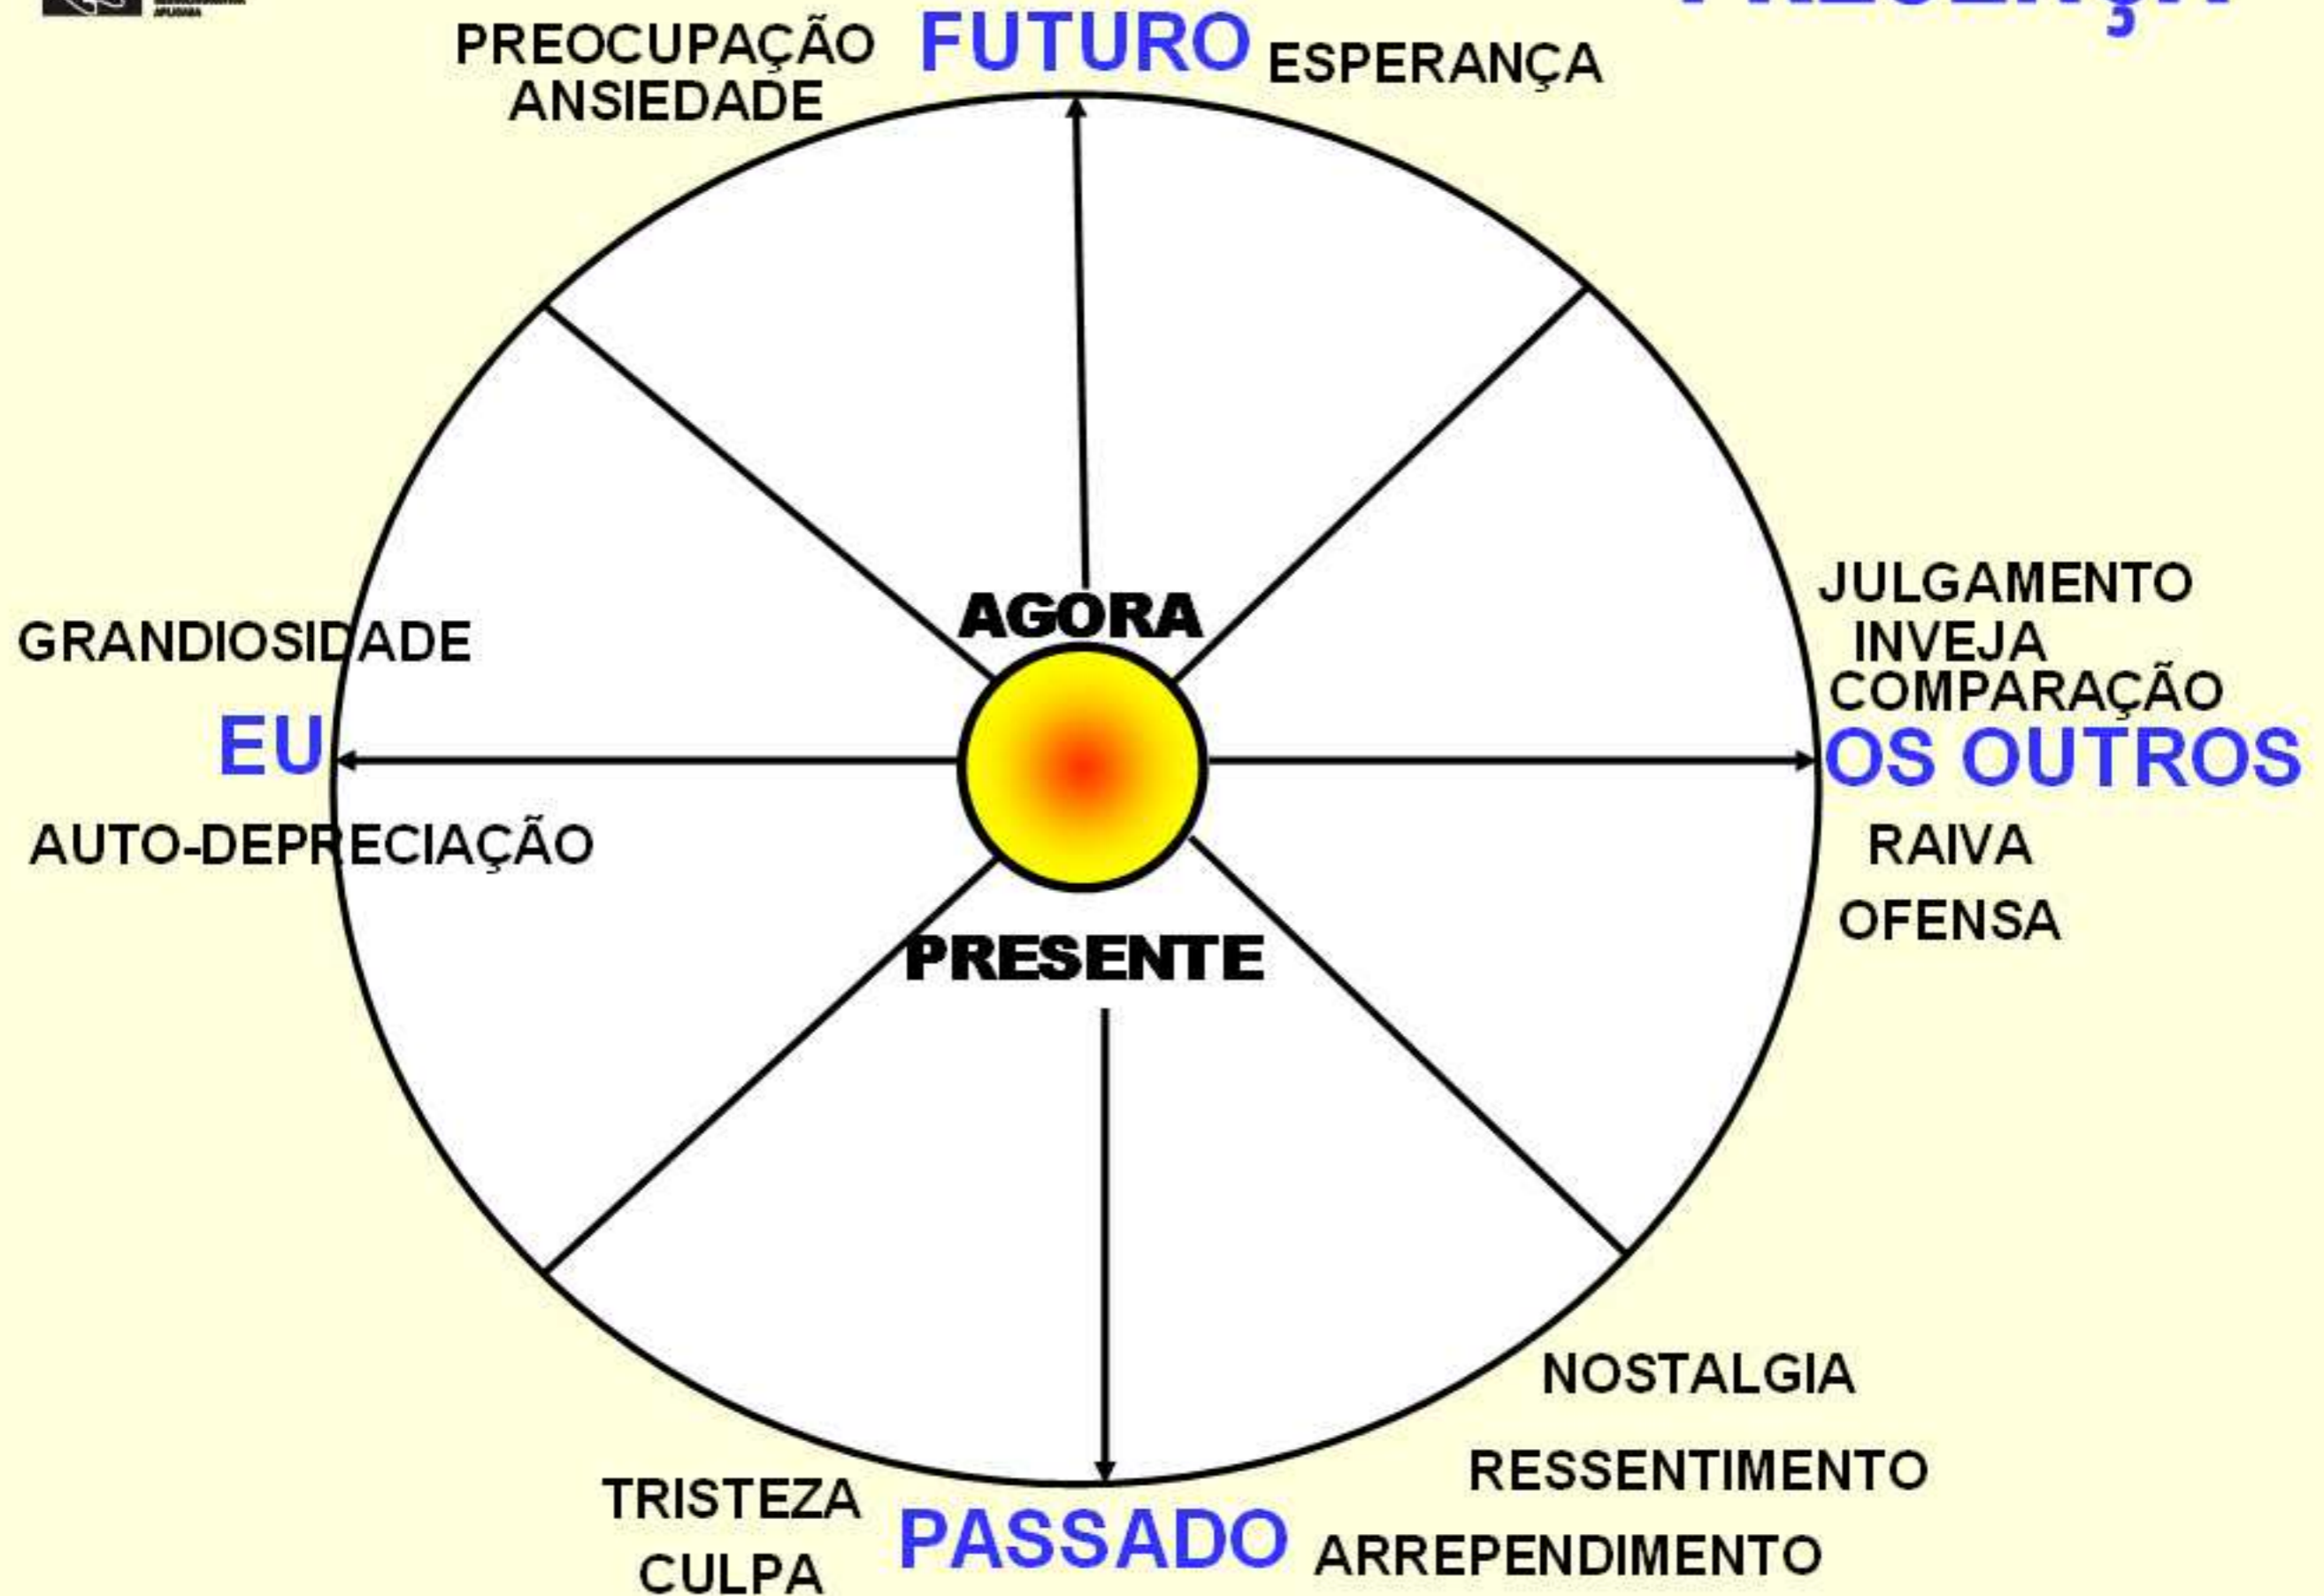 PREOCUPAÇÃO
ANSIEDADE
FUTURO
ESPERANÇA
AGORA
GRANDIOSIDADE
EU
AUTO-DEPRECIAÇÃO
JULGAMENTO
INVEJA
COMPARAÇÃO
OS OUTROS
RAIVA
OFENSA
PRESENTE
NOSTALGIA
RESSENTIMENTO
ARREPENDIMENTO
TRISTEZA
CULPA
PASSADO